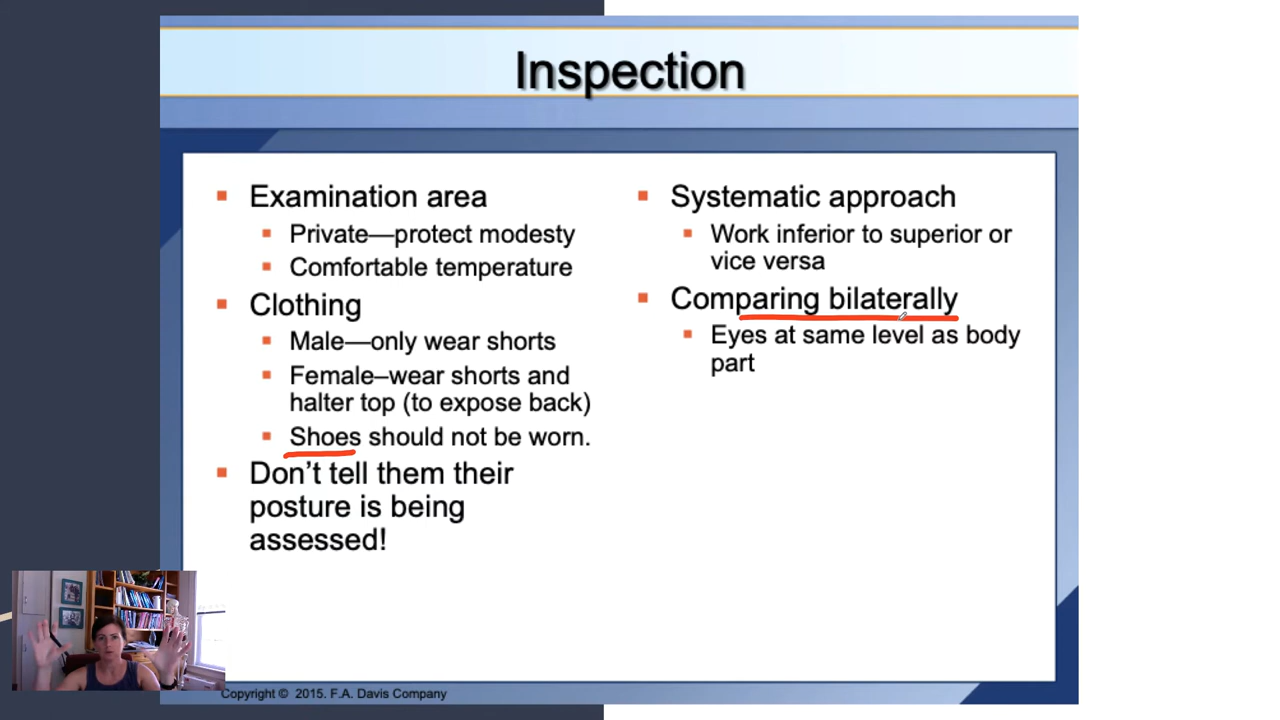 Inspection
Examination area
Private—protect modesty
Comfortable temperature
Clothing
Male—only wear shorts
Female–wear shorts and
halter top (to expose back)
Shoes should not be worn.
Don’t tell them their
posture is being
assessed!
Systematic approach
Work inferior to superior or
vice versa
Comparing bilaterally
Eyes at same level as body
part
Copyright © 2015. F.A. Davis Company